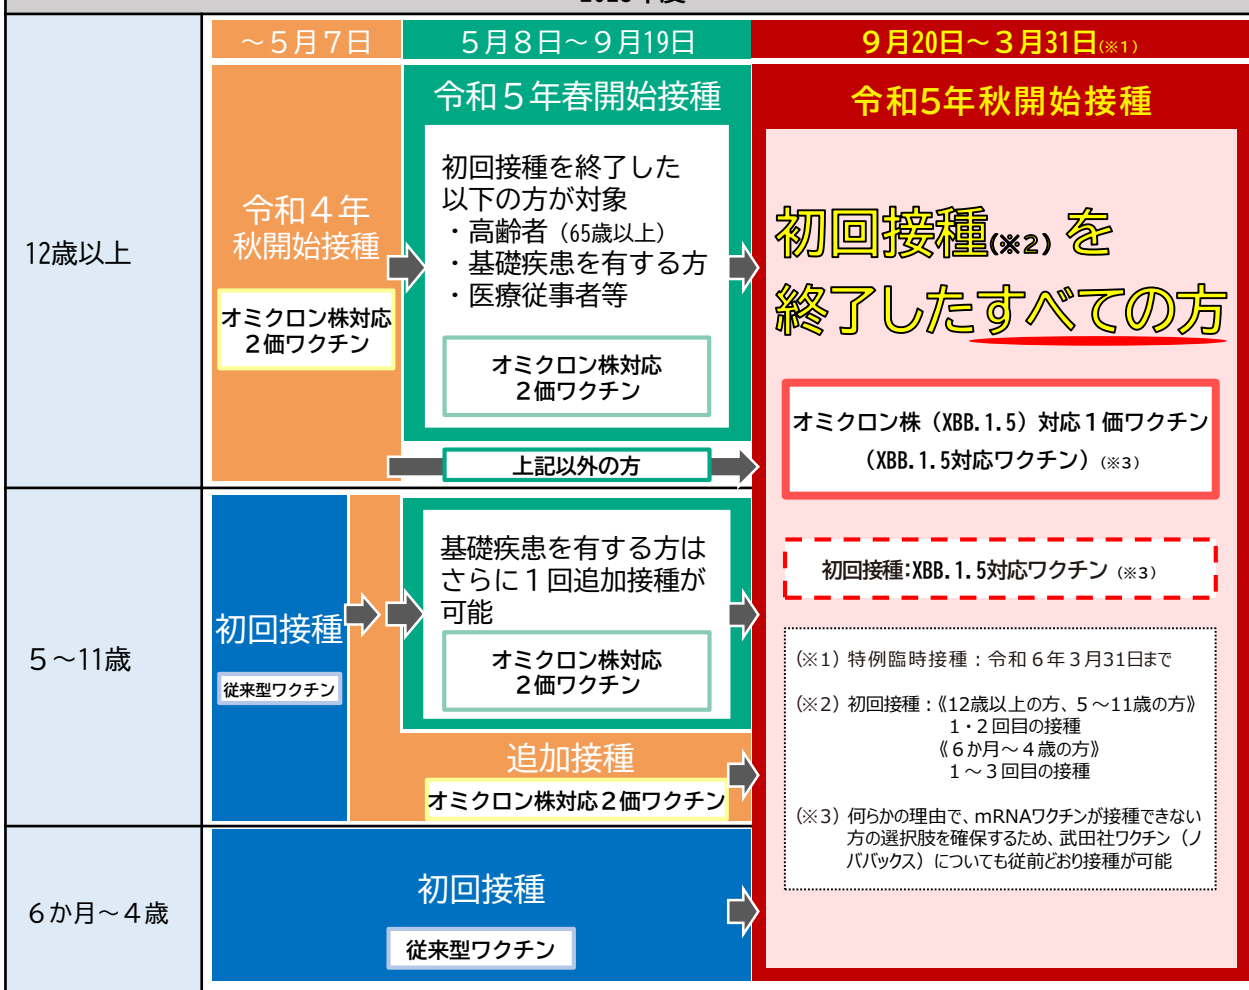 2023年度
～５月７日
５月８日～９月19日
９月20日～３月31日(※1)
12歳以上
令和４年
秋開始接種
オミクロン株対応
２価ワクチン
令和５年春開始接種
初回接種を終了した
以下の方が対象
・高齢者（65歳以上）
・基礎疾患を有する方
・医療従事者等
オミクロン株対応
２価ワクチン
上記以外の方
令和5年秋開始接種
初回接種(※2) を
終了したすべての方
オミクロン株（XBB.1.5）対応１価ワクチン
（XBB.1.5対応ワクチン）(※3)
初回接種:XBB.1.5対応ワクチン (※3)
(※1) 特例臨時接種：令和６年３月31日まで
(※2) 初回接種：《12歳以上の方、５～11歳の方》
１・２回目の接種
《６か月～４歳の方》
１～３回目の接種
(※3) 何らかの理由で、mRNAワクチンが接種できない
方の選択肢を確保するため、武田社ワクチン（ノ
ババックス）についても従前どおり接種が可能
５～11歳
初回接種
従来型ワクチン
基礎疾患を有する方は
さらに１回追加接種が
可能
オミクロン株対応
２価ワクチン
追加接種
オミクロン株対応２価ワクチン
６か月～４歳
初回接種
従来型ワクチン